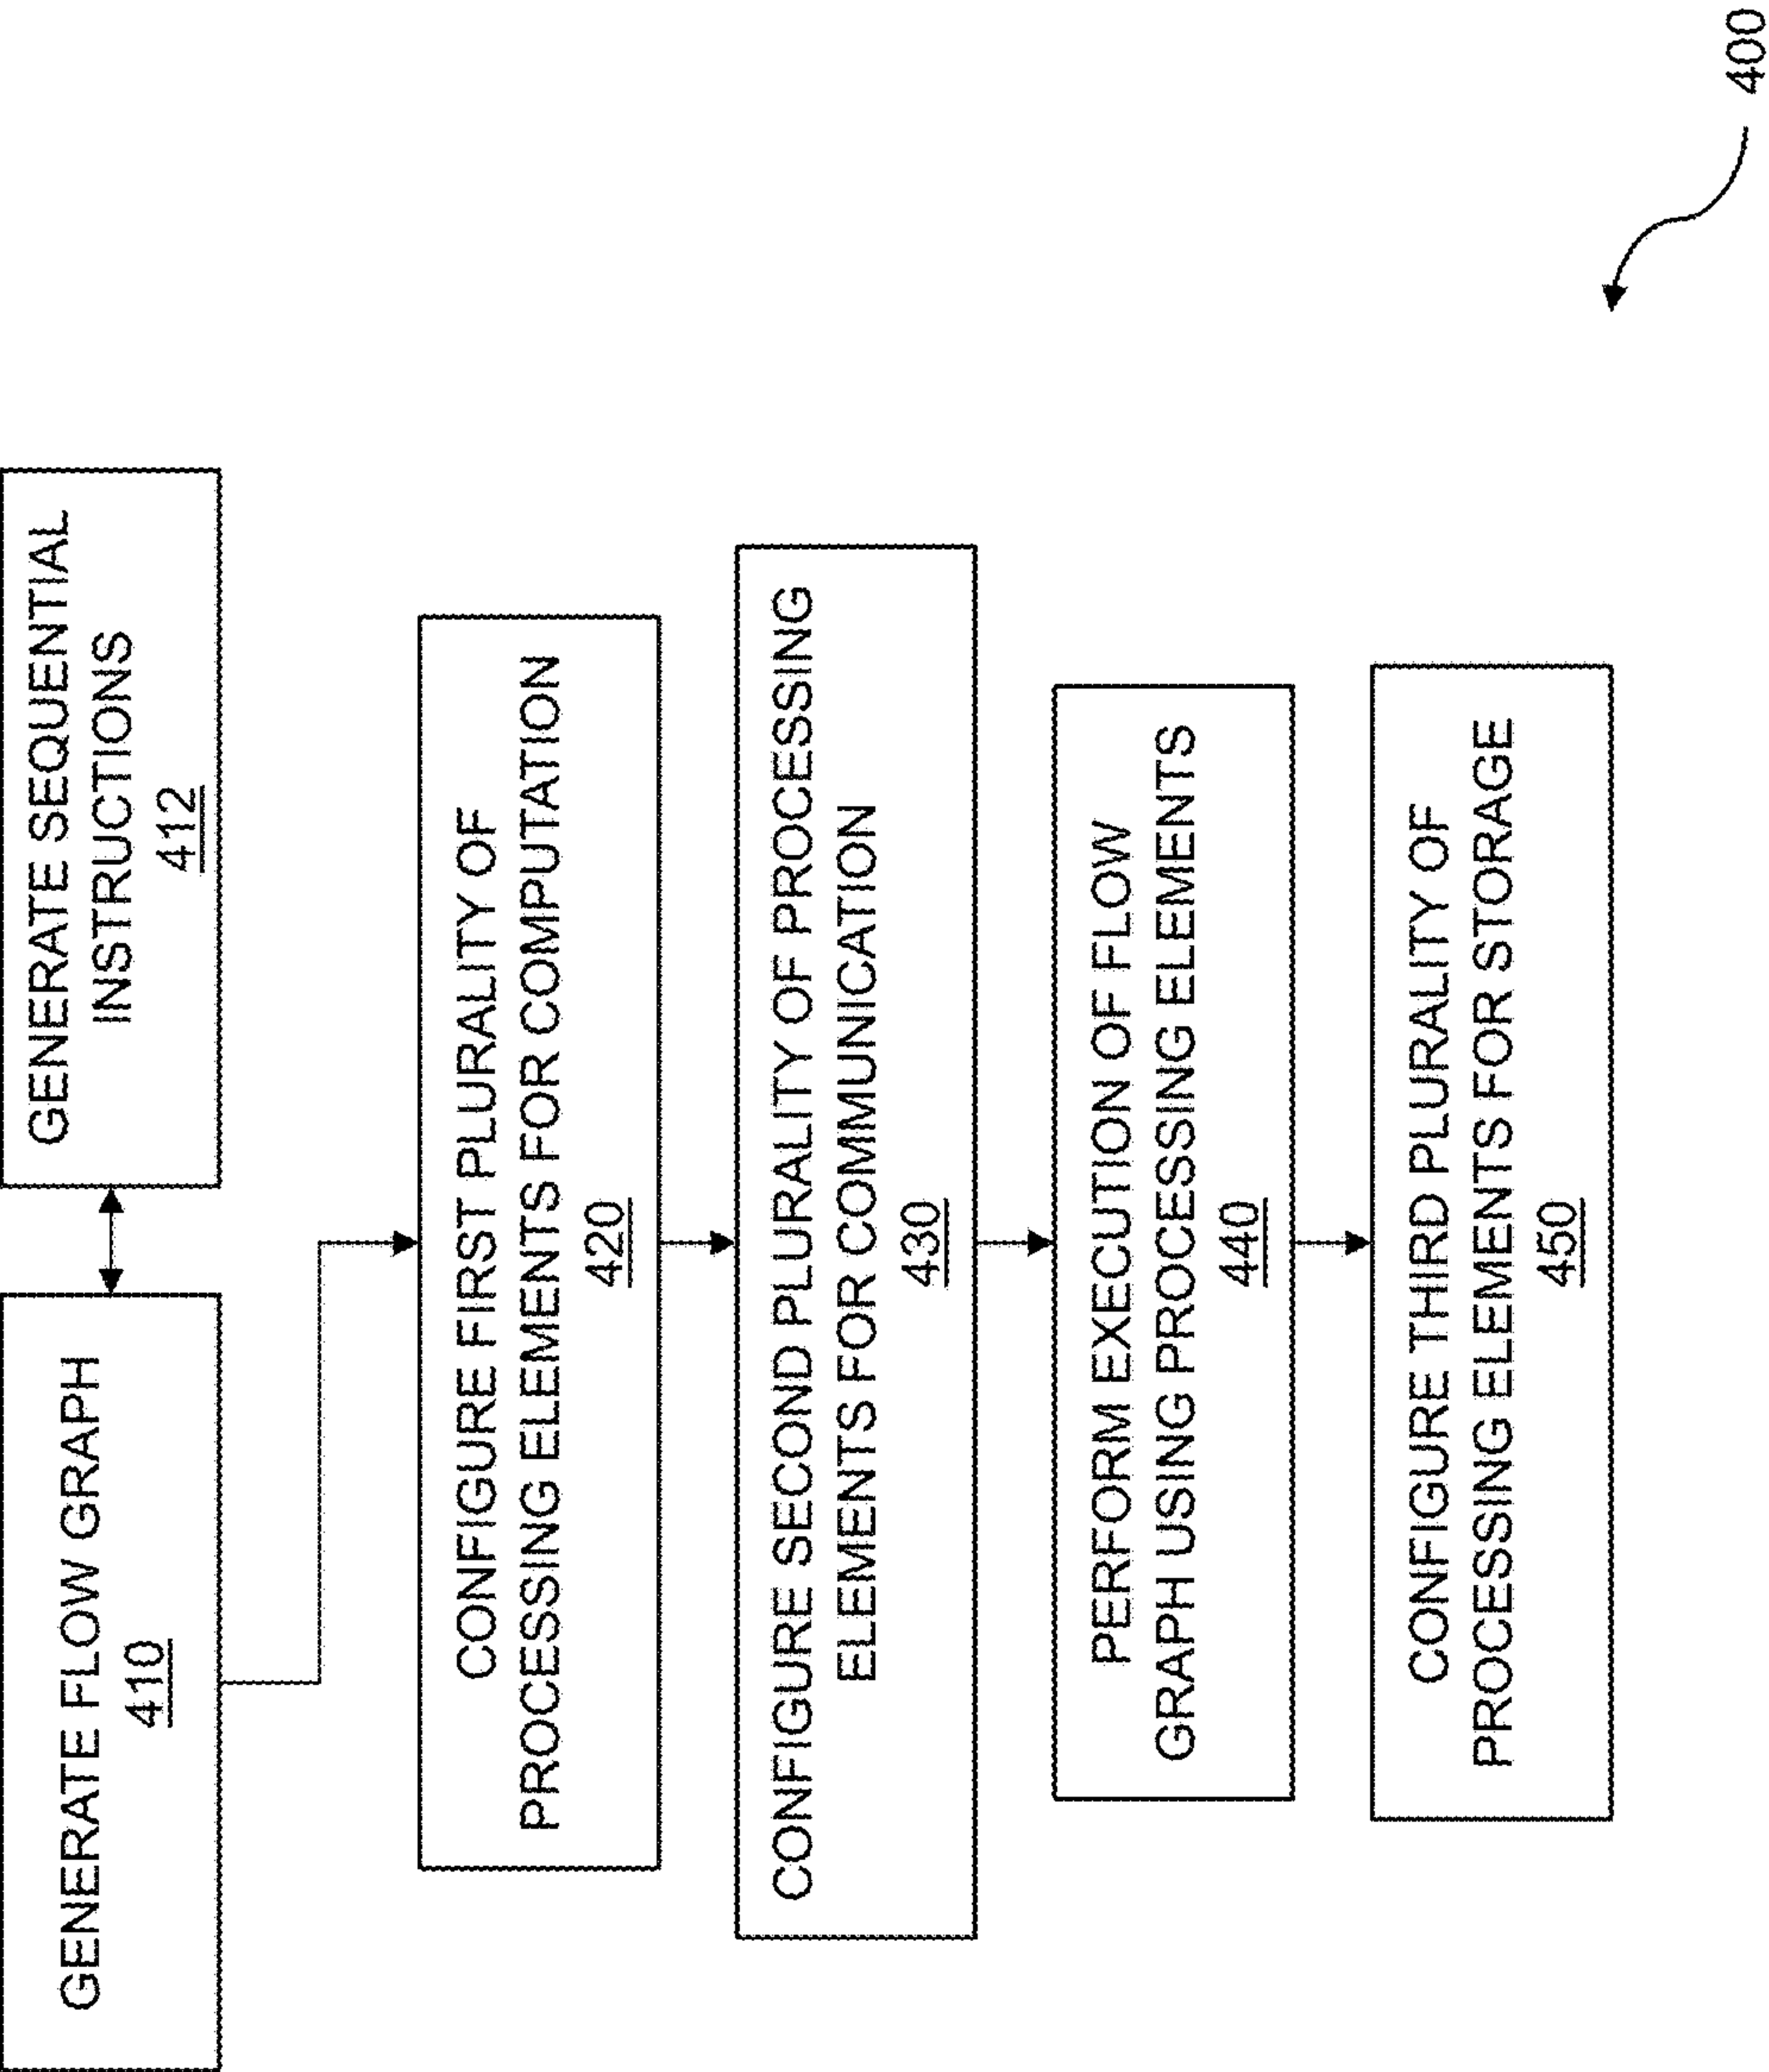 GENERATE FLOW GRAPH
410
GENERATE SEQUENTIAL
INSTRUCTIONS
412
CONFIGURE FIRST PLURALITY OF
PROCESSING ELEMENTS FOR COMPUTATION
420
CONFIGURE SECOND PLURALITY OF PROCESSING
ELEMENTS FOR COMMUNICATION
430
PERFORM EXECUTION OF FLOW
GRAPH USING PROCESSING ELEMENTS
440
CONFIGURE THIRD PLURALITY OF
PROCESSING ELEMENTS FOR STORAGE
450
400